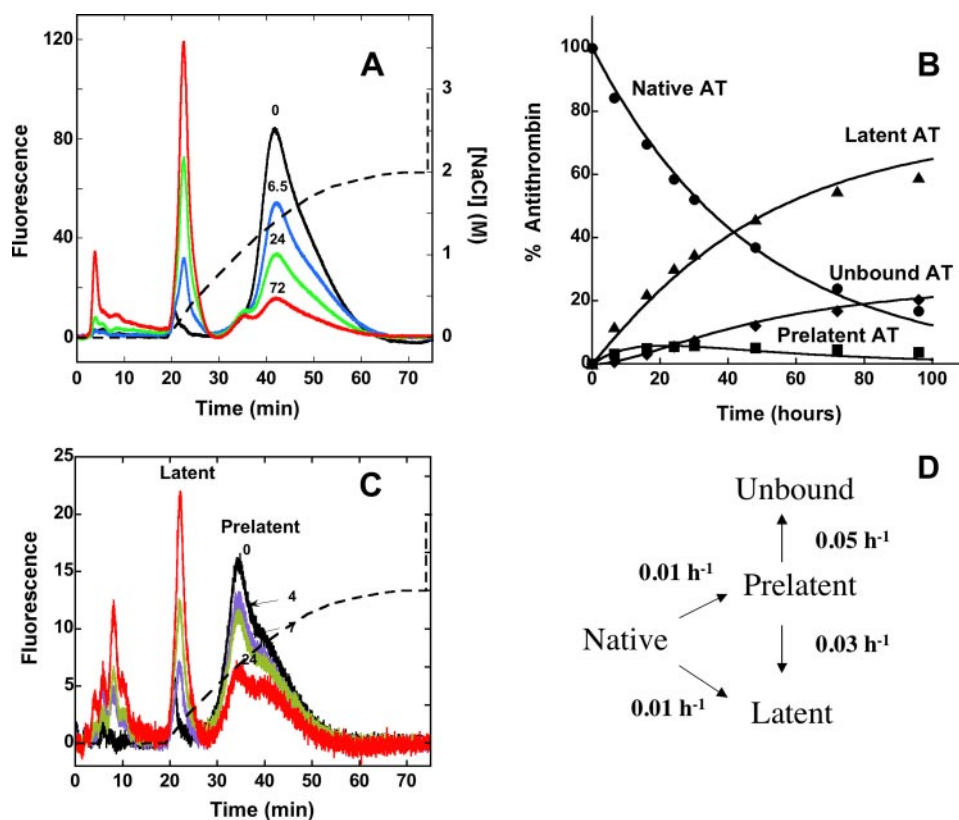 A
120
80
40
0
Fluorescence
0
6.5
24
72
3
2
1
0
[NaCl] (M)
0 10 20 30 40 50 60 70
Time (min)
B
100
80
60
40
20
0
% Antithrombin
Native AT
Latent AT
Unbound AT
Prelatent AT
0 20 40 60 80 100
Time (hours)
C
25
20
15
10
5
0
Fluorescence
Latent
Prelatent
0
4
7
24
0 10 20 30 40 50 60 70
Time (min)
D
Unbound
0.05 h-1
0.01 h-1
Prelatent
Native
0.03 h-1
0.01 h-1
Latent